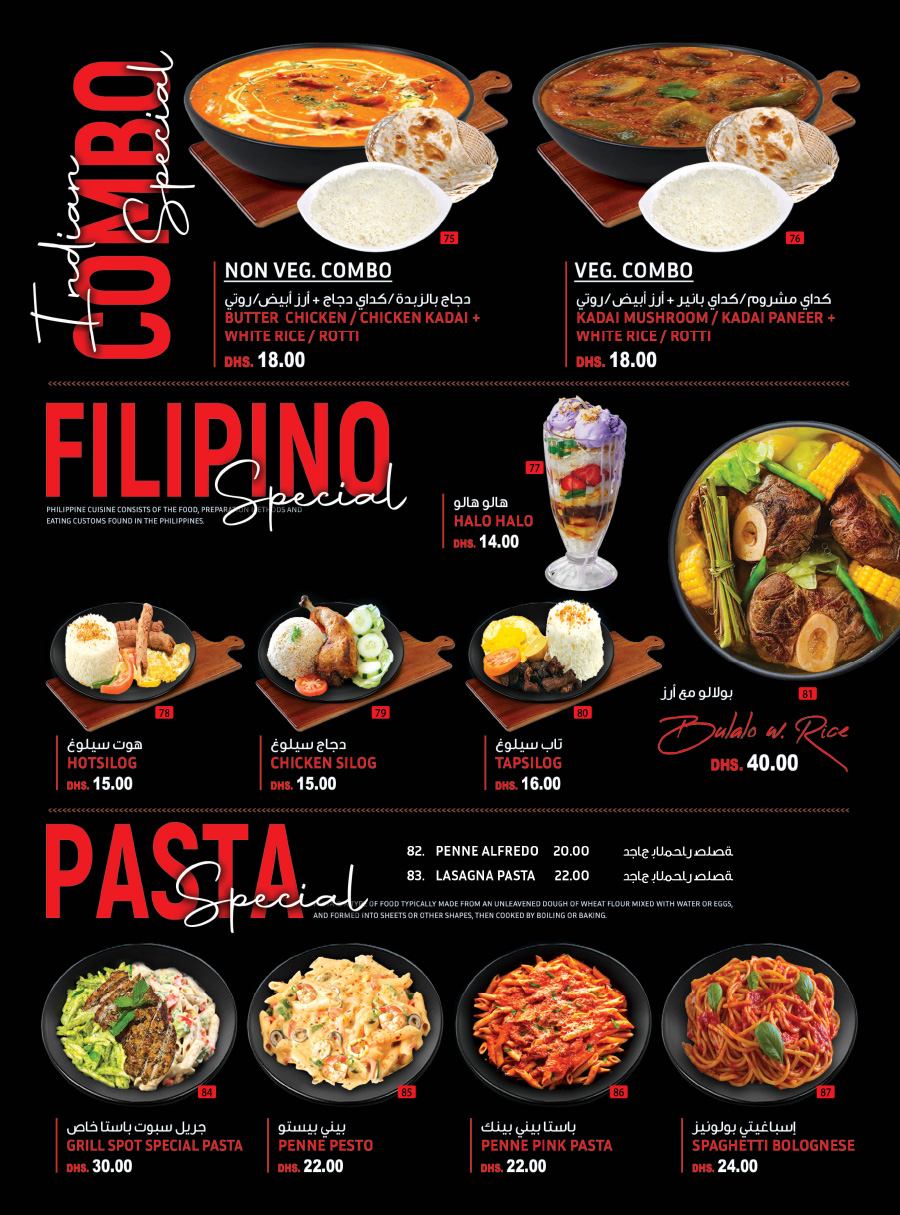 Indian
COMBO
Special
75
76
NON VEG. COMBO
دجاج بالزبدة/كداي دجاج + أرز أبيض/روتي
BUTTER CHICKEN / CHICKEN KADAI +
WHITE RICE / ROTTI
DHS. 18.00
VEG. COMBO
كداي مشروم/كداي بانير + أرز أبيض/روتي
KADAI MUSHROOM / KADAI PANEER +
WHITE RICE / ROTTI
DHS. 18.00
FILIPINO
Special
PHILIPPINE CUISINE CONSISTS OF THE FOOD, PREPARATION METHODS AND
EATING CUSTOMS FOUND IN THE PHILIPPINES.
77
هالو هالو
HALO HALO
DHS. 14.00
78
هوت سيلوغ
HOTSILOG
DHS. 15.00
79
دجاج سيلوغ
CHICKEN SILOG
DHS. 15.00
80
تاب سيلوغ
TAPSILOG
DHS. 16.00
81
بولالو مع أرز
Bulalo w. Rice
DHS. 40.00
PASTA
Special
82. PENNE ALFREDO 20.00
83. LASAGNA PASTA 22.00
TYPE OF FOOD TYPICALLY MADE FROM AN UNLEAVENED DOUGH OF WHEAT FLOUR MIXED WITH WATER OR EGGS,
AND FORMED INTO SHEETS OR OTHER SHAPES, THEN COOKED BY BOILING OR BAKING.
84
جريل سبوت باستا خاص
GRILL SPOT SPECIAL PASTA
DHS. 30.00
85
بيني بيستو
PENNE PESTO
DHS. 22.00
86
باستا بيني بينك
PENNE PINK PASTA
DHS. 22.00
87
إسباغيتي بولونيز
SPAGHETTI BOLOGNESE
DHS. 24.00